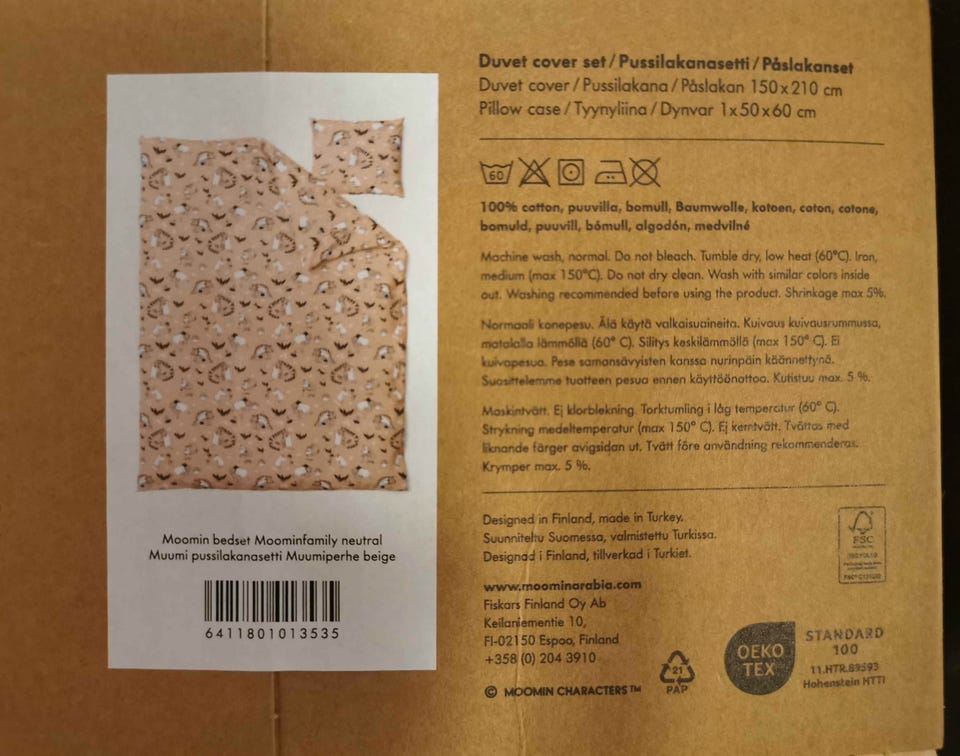 Duvet cover set / Pussilakanasetti / Påslakanset
Duvet cover / Pussilakana / Påslakan 150 x 210 cm
Pillow case / Tyynyliina / Dynvar 1 x 50 x 60 cm
60
100% cotton, puuvilla, bomull, Baumwolle, katoen, coton, cotone,
bomuld, puuvill, bómull, algodón, medvilnė
Machine wash, normal. Do not bleach. Tumble dry, low heat (60°C). Iron,
medium (max 150°C). Do not dry clean. Wash with similar colors inside
out. Washing recommended before using the product. Shrinkage max 5%.
Normaali konepesu. Älä käytä valkaisuaineita. Kuivaus kuivausrummussa,
matalalla lämmöllä (60° C). Silitys keskilämmöllä (max 150° C). Ei
kuivapesua. Pese samansävyisten kanssa nurinpäin käännettynä.
Suosittelemme tuotteen pesua ennen käyttöönottoa. Kutistuu max. 5 %.
Maskintvätt. Ej klorblekning. Torktumling i låg temperatur (60° C).
Strykning medeltemperatur (max 150° C). Ej kemtvätt. Tvättas med
liknande färger avigsidan ut. Tvätt före användning rekommenderas.
Krymper max. 5 %.
Designed in Finland, made in Turkey.
Suunniteltu Suomessa, valmistettu Turkissa.
Designad i Finland, tillverkad i Turkiet.
www.moominarabia.com
Fiskars Finland Oy Ab
Keilaniementie 10,
FI-02150 Espoo, Finland
+358 (0) 204 3910
© MOOMIN CHARACTERS™
21
PAP
FSC
OEKO
TEX
STANDARD
100
11.HTR.89593
Hohenstein HTTI
Moomin bedset Moominfamily neutral
Muumi pussilakanasetti Muumiperhe beige
6411801013535